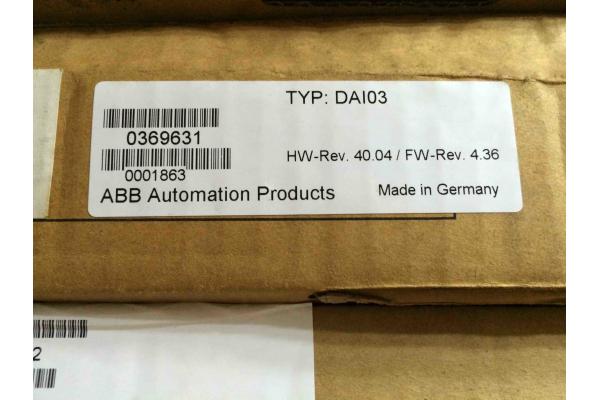 TYP: DAI03
0369631
HW-Rev. 40.04 / FW-Rev. 4.36
0001863
ABB Automation Products
Made in Germany
2